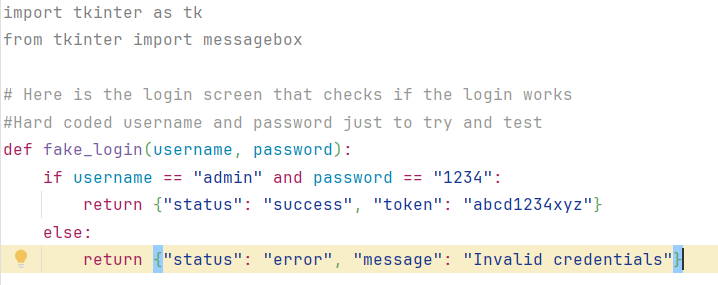 import tkinter as tk
from tkinter import messagebox

# Here is the login screen that checks if the login works
#Hard coded username and password just to try and test
def fake_login(username, password):
    if username == "admin" and password == "1234":
        return {"status": "success", "token": "abcd1234xyz"}
    else:
        return {"status": "error", "message": "Invalid credentials"}